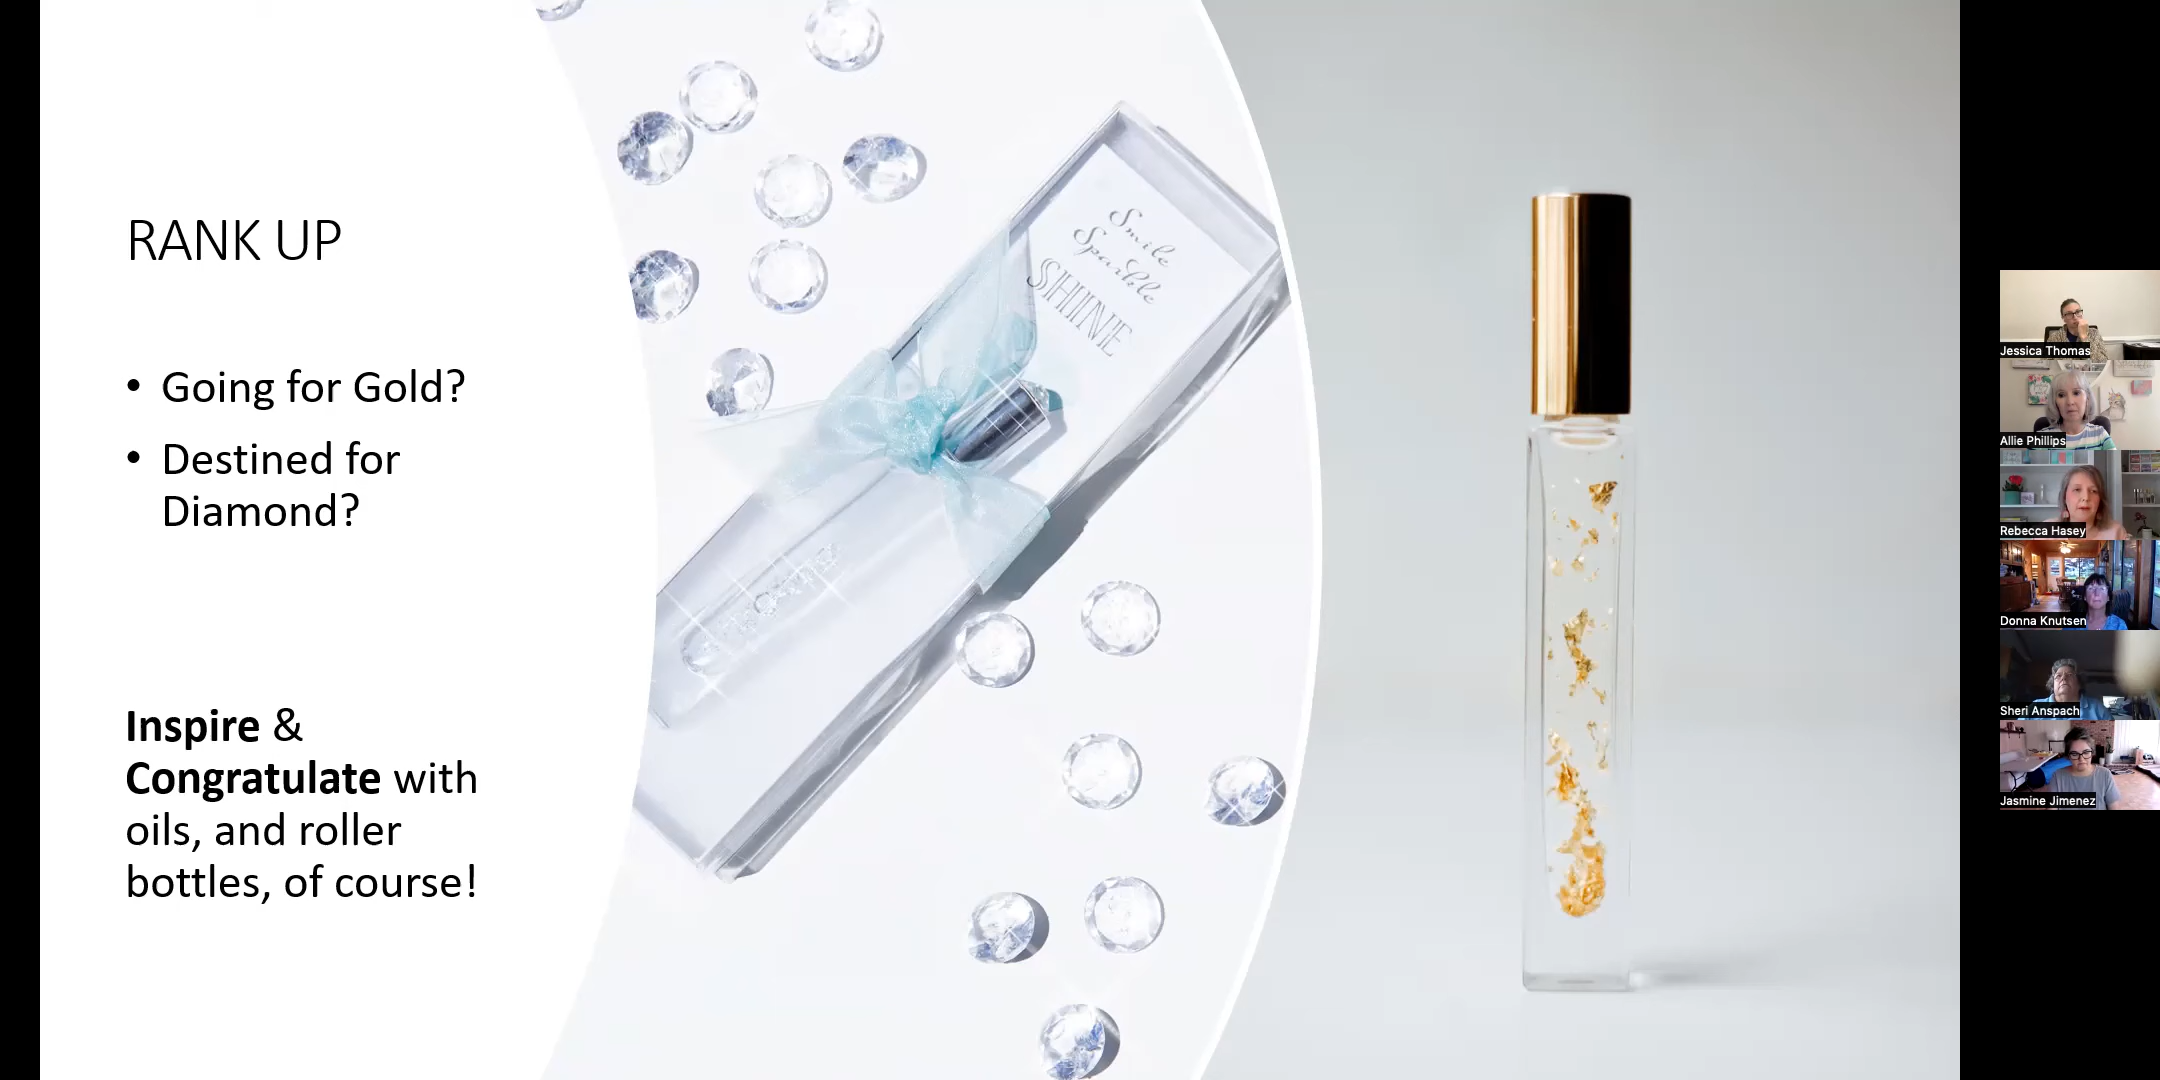 RANK UP
• Going for Gold?
• Destined for
Diamond?
Inspire &
Congratulate with
oils, and roller
bottles, of course!
Smile
Sparkle
SHINE
Jessica Thomas
Allie Phillips
Rebecca Hasey
Donna Knutsen
Sheri Anspach
Jasmine Jimenez